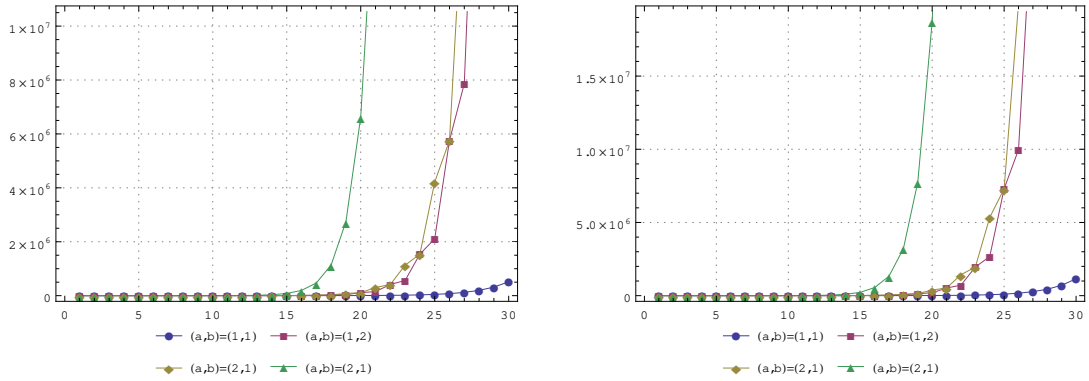 1×10⁷
8×10⁶
6×10⁶
4×10⁶
2×10⁶
0
0 5 10 15 20 25 30
(a,b)=(1,1) (a,b)=(1,2)
(a,b)=(2,1) (a,b)=(2,1)
1.5×10⁷
1.0×10⁷
5.0×10⁶
0
0 5 10 15 20 25 30
(a,b)=(1,1) (a,b)=(1,2)
(a,b)=(2,1) (a,b)=(2,1)